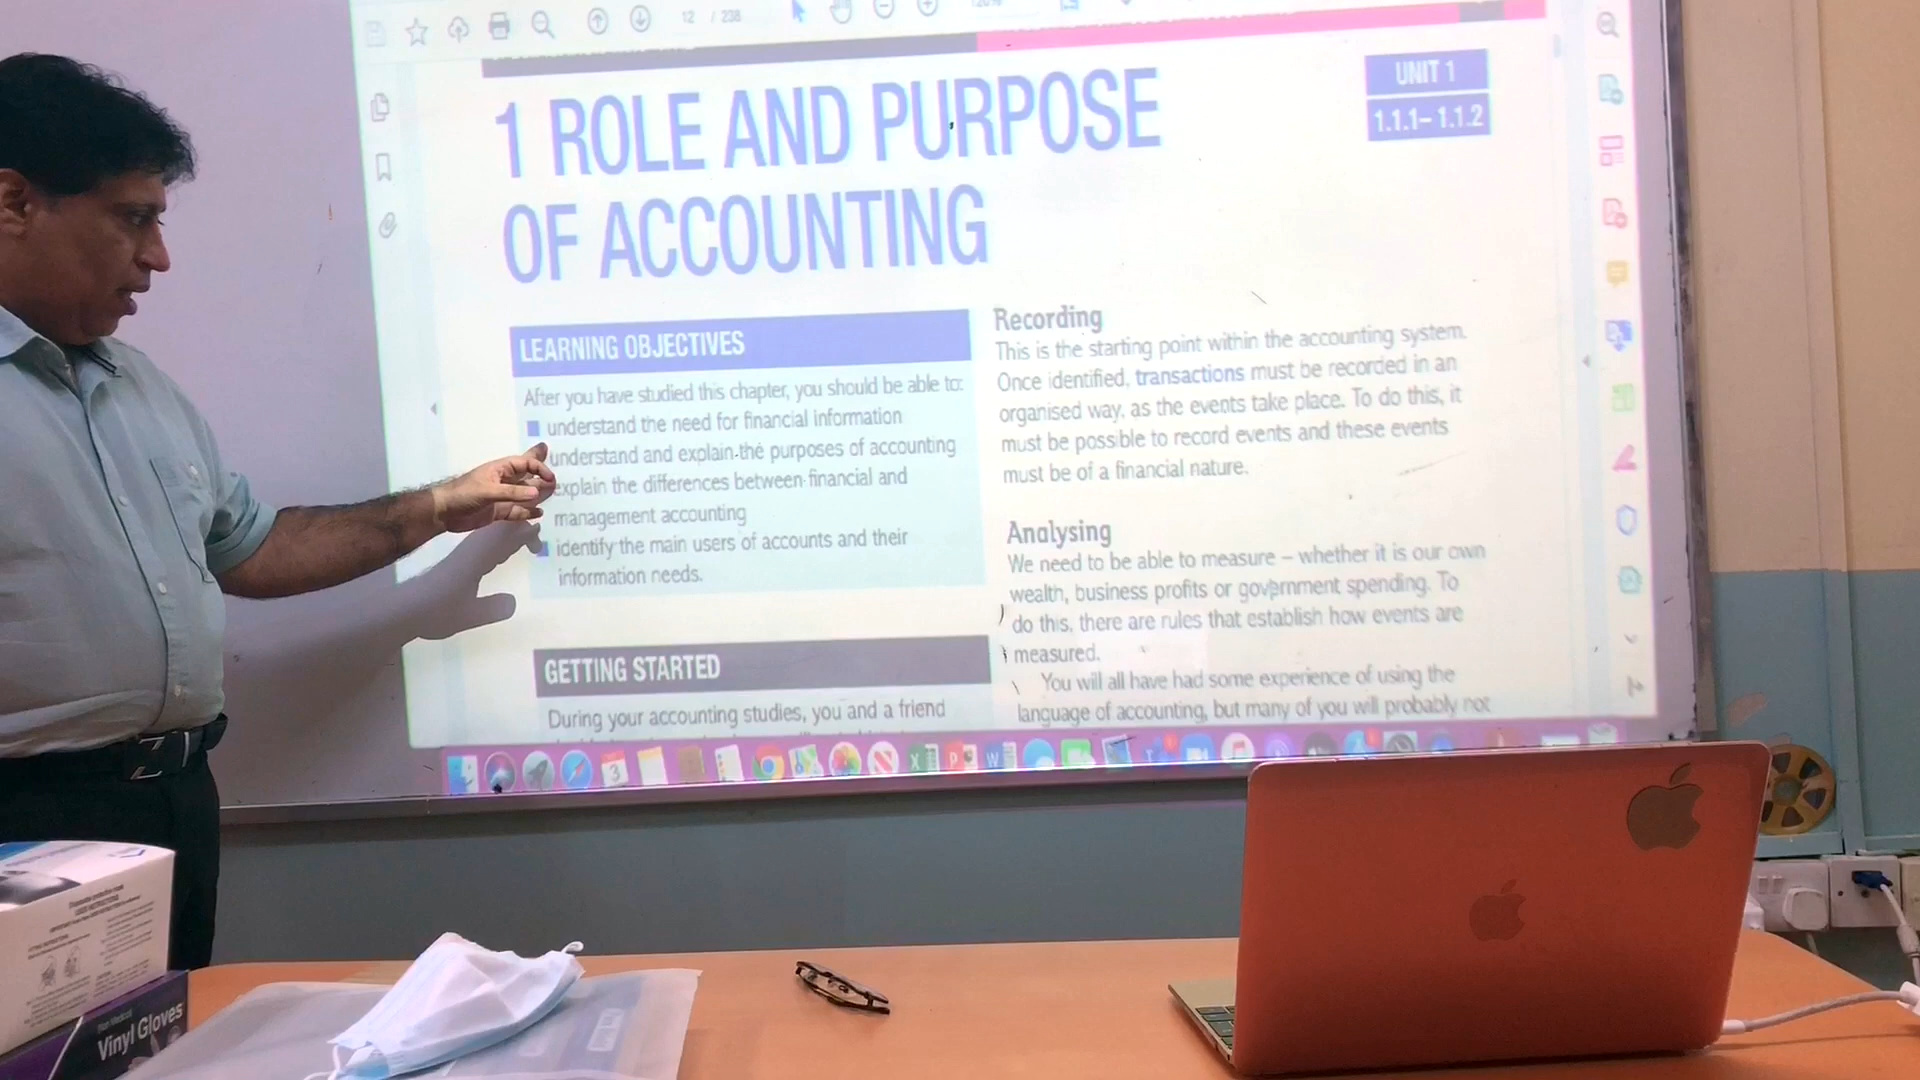 12 / 238
120%
1 ROLE AND PURPOSE
OF ACCOUNTING
UNIT 1
1.1.1– 1.1.2
LEARNING OBJECTIVES
After you have studied this chapter, you should be able to:
understand the need for financial information
understand and explain the purposes of accounting
explain the differences between financial and
management accounting
identify the main users of accounts and their
information needs.
GETTING STARTED
During your accounting studies, you and a friend
Recording
This is the starting point within the accounting system.
Once identified, transactions must be recorded in an
organised way, as the events take place. To do this, it
must be possible to record events and these events
must be of a financial nature.
Analysing
We need to be able to measure – whether it is our own
wealth, business profits or government spending. To
do this, there are rules that establish how events are
measured.
You will all have had some experience of using the
language of accounting, but many of you will probably not
3
Vinyl Gloves